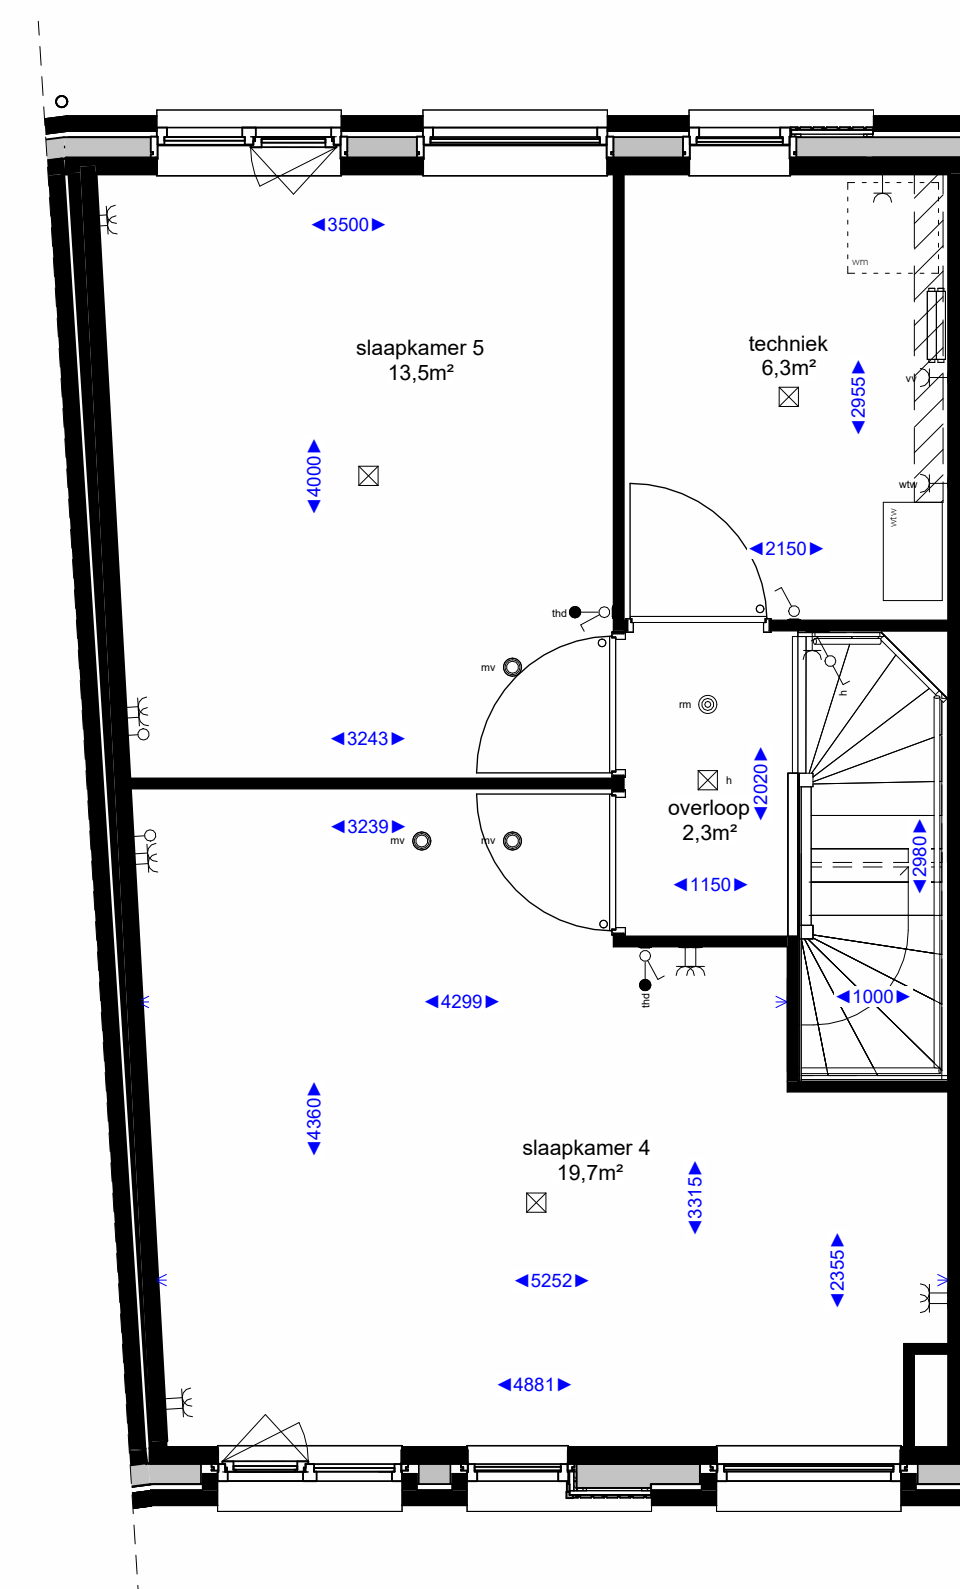 3500
wm
slaapkamer 5
13,5m²
techniek
6,3m²
2955
vv
4000
wtw
wtw
2150
thd
mv
h
rm
3243
h
2020
overloop
2,3m²
3239
mv
mv
2980
1150
thd
4299
1000
4360
slaapkamer 4
19,7m²
3315
2355
5252
4881